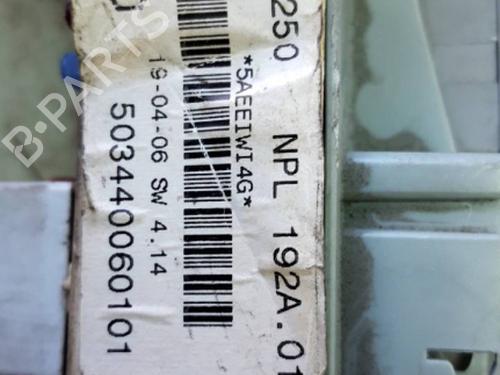 250 NPL 192A.01
*5AEEIWI4G*
19-04-06 SW 4.14
503440060101
B-PARTS